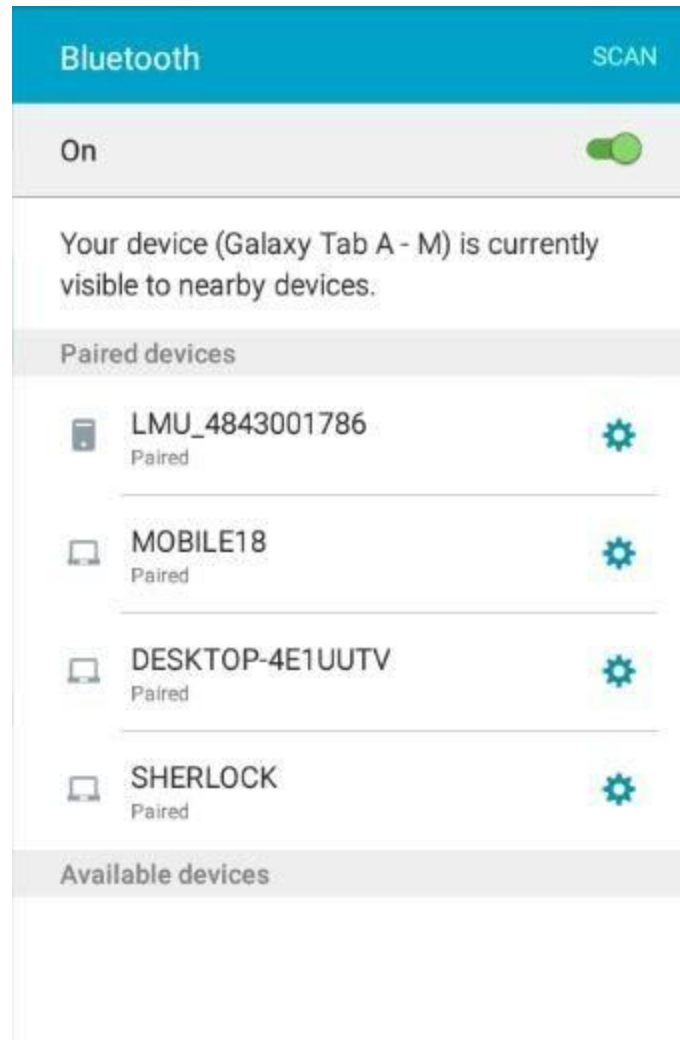 Bluetooth SCAN
On
Your device (Galaxy Tab A - M) is currently
visible to nearby devices.
Paired devices
LMU_4843001786
Paired
MOBILE18
Paired
DESKTOP-4E1UUTV
Paired
SHERLOCK
Paired
Available devices